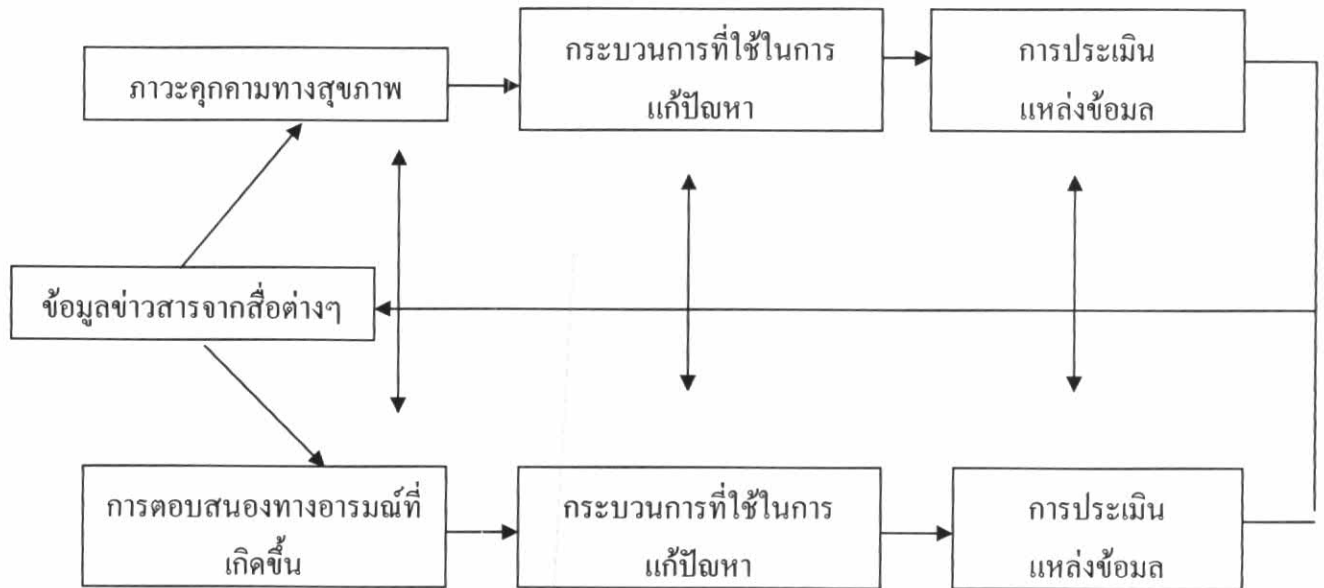 ภาวะคุกคามทางสุขภาพ
กระบวนการที่ใช้ในการ
แก้ปัญหา
การประเมิน
แหล่งข้อมล
ข้อมูลข่าวสารจากสื่อต่างๆ
การตอบสนองทางอารมณ์ที่
เกิดขึ้น
กระบวนการที่ใช้ในการ
แก้ปัญหา
การประเมิน
แหล่งข้อมล